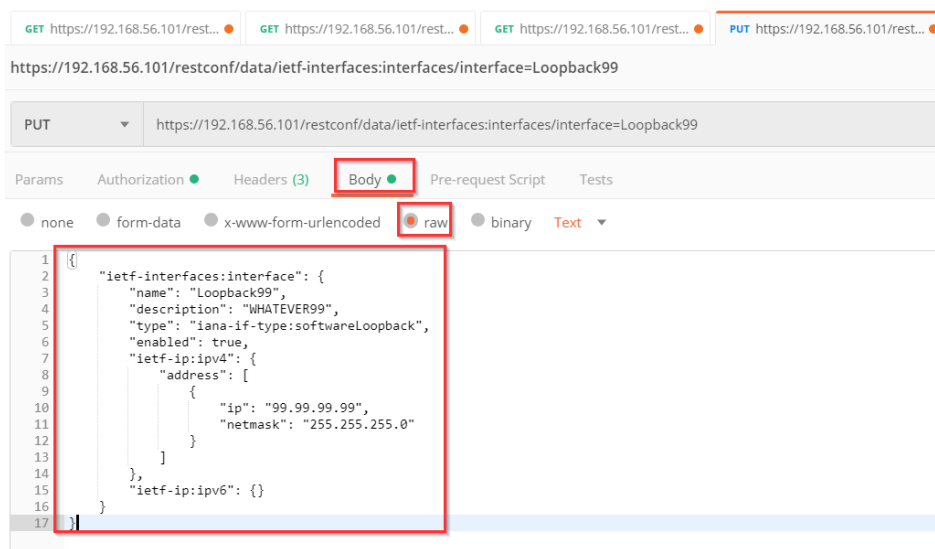 GET https://192.168.56.101/rest... GET https://192.168.56.101/rest... GET https://192.168.56.101/rest... PUT https://192.168.56.101/rest...
https://192.168.56.101/restconf/data/ietf-interfaces:interfaces/interface=Loopback99
PUT https://192.168.56.101/restconf/data/ietf-interfaces:interfaces/interface=Loopback99
Params Authorization Headers (3) Body Pre-request Script Tests
none form-data x-www-form-urlencoded raw binary Text
1 {
2 "ietf-interfaces:interface": {
3 "name": "Loopback99",
4 "description": "WHATEVER99",
5 "type": "iana-if-type:softwareLoopback",
6 "enabled": true,
7 "ietf-ip:ipv4": {
8 "address": [
9 {
10 "ip": "99.99.99.99",
11 "netmask": "255.255.255.0"
12 }
13 ]
14 },
15 "ietf-ip:ipv6": {}
16 }
17 }